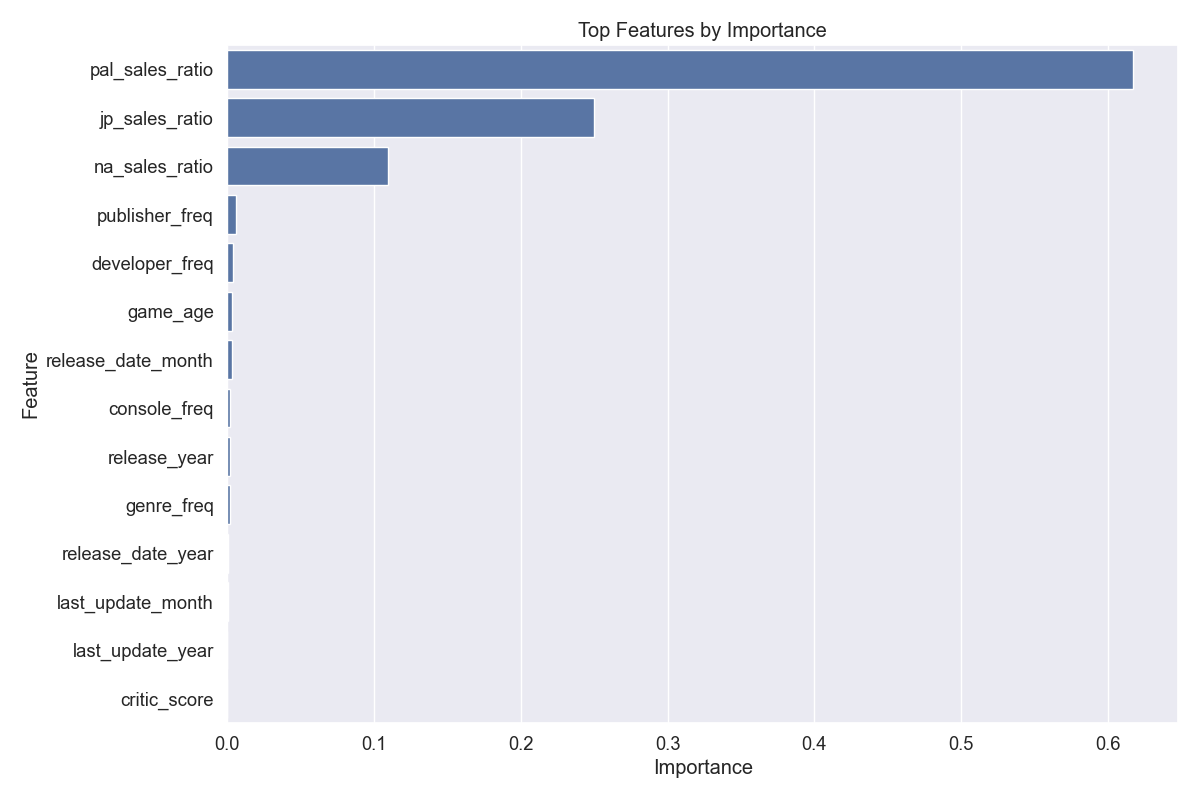 Top Features by Importance
pal_sales_ratio
jp_sales_ratio
na_sales_ratio
publisher_freq
developer_freq
game_age
release_date_month
console_freq
release_year
genre_freq
release_date_year
last_update_month
last_update_year
critic_score
Feature
0.0 0.1 0.2 0.3 0.4 0.5 0.6
Importance